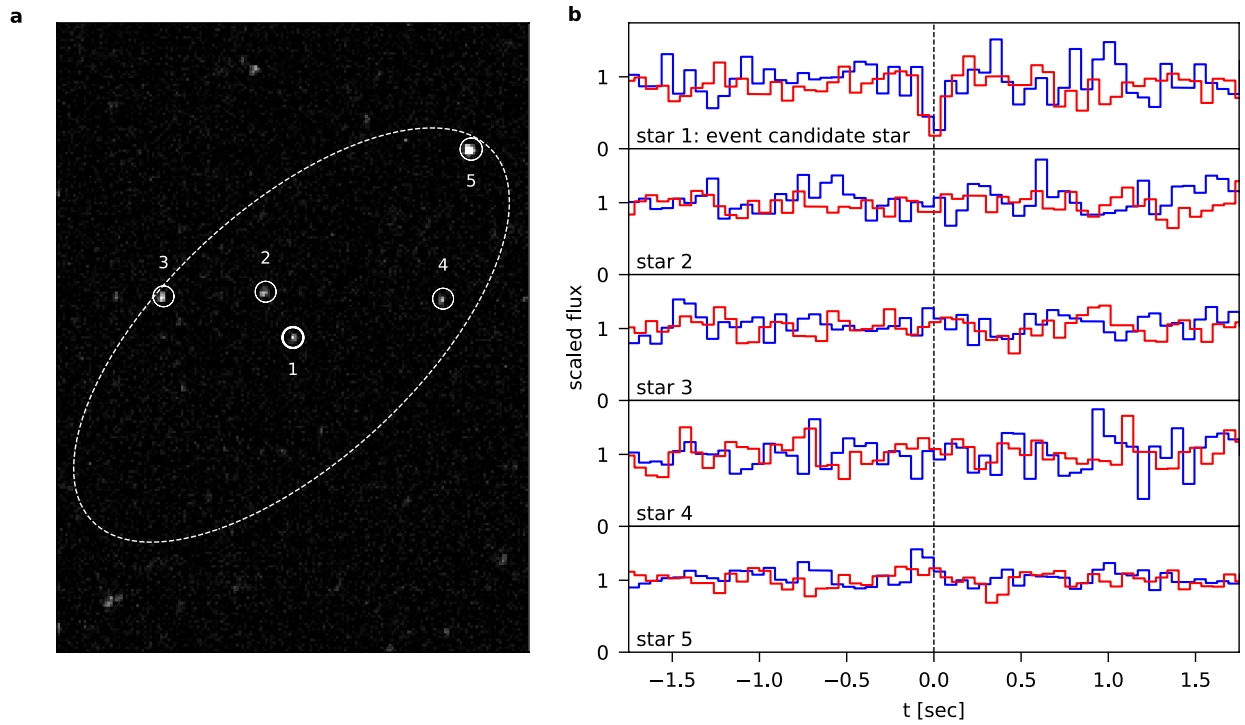 a
5
3
2
4
1
b
scaled flux
1
star 1: event candidate star
0
1
star 2
0
1
star 3
0
1
star 4
0
1
star 5
0
−1.5 −1.0 −0.5 0.0 0.5 1.0 1.5
t [sec]